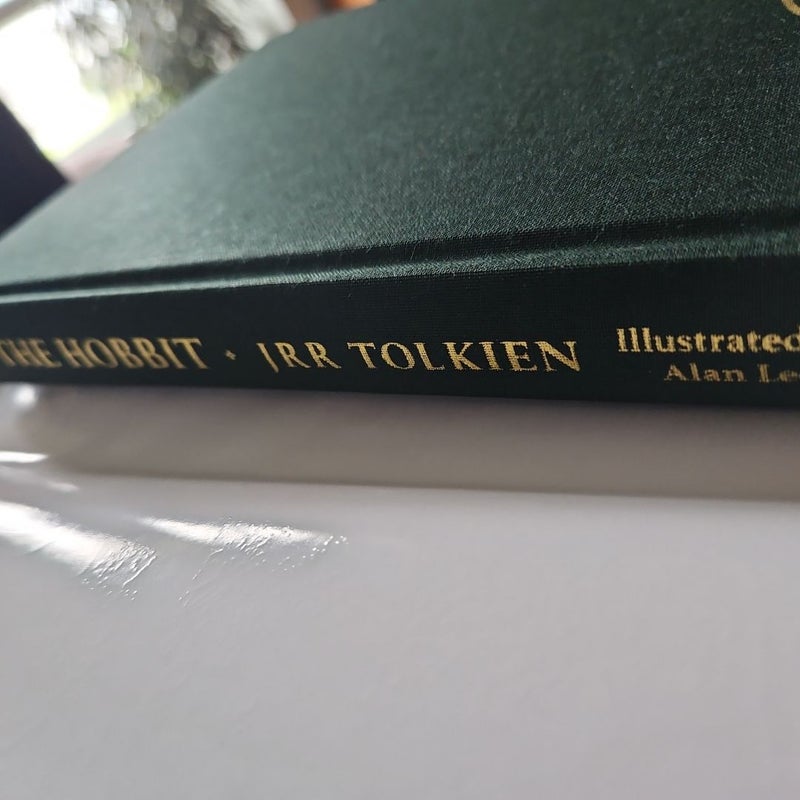 THE HOBBIT · JRR TOLKIEN
Illustrated
Alan Le